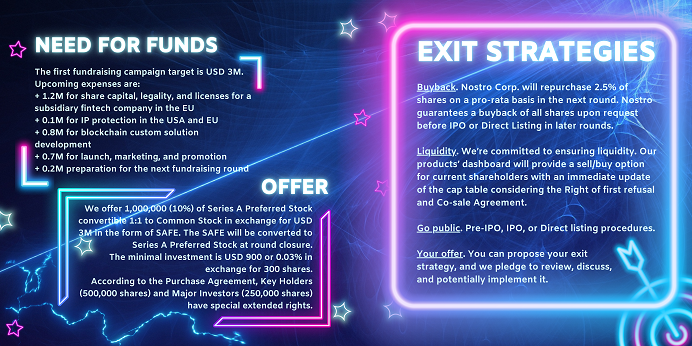 NEED FOR FUNDS
The first fundraising campaign target is USD 3M.
Upcoming expenses are:
+ 1.2M for share capital, legality, and licenses for a
subsidiary fintech company in the EU
+ 0.1M for IP protection in the USA and EU
+ 0.8M for blockchain custom solution
development
+ 0.7M for launch, marketing, and promotion
+ 0.2M preparation for the next fundraising round
OFFER
We offer 1,000,000 (10%) of Series A Preferred Stock
convertible 1:1 to Common Stock in exchange for USD
3M in the form of SAFE. The SAFE will be converted to
Series A Preferred Stock at round closure.
The minimal investment is USD 900 or 0.03% in
exchange for 300 shares.
According to the Purchase Agreement, Key Holders
(500,000 shares) and Major Investors (250,000 shares)
have special extended rights.
EXIT STRATEGIES
Buyback. Nostro Corp. will repurchase 2.5% of
shares on a pro-rata basis in the next round. Nostro
guarantees a buyback of all shares upon request
before IPO or Direct Listing in later rounds.
Liquidity. We're committed to ensuring liquidity. Our
products' dashboard will provide a sell/buy option
for current shareholders with an immediate update
of the cap table considering the Right of first refusal
and Co-sale Agreement.
Go public. Pre-IPO, IPO, or Direct listing procedures.
Your offer. You can propose your exit
strategy, and we pledge to review, discuss,
and potentially implement it.